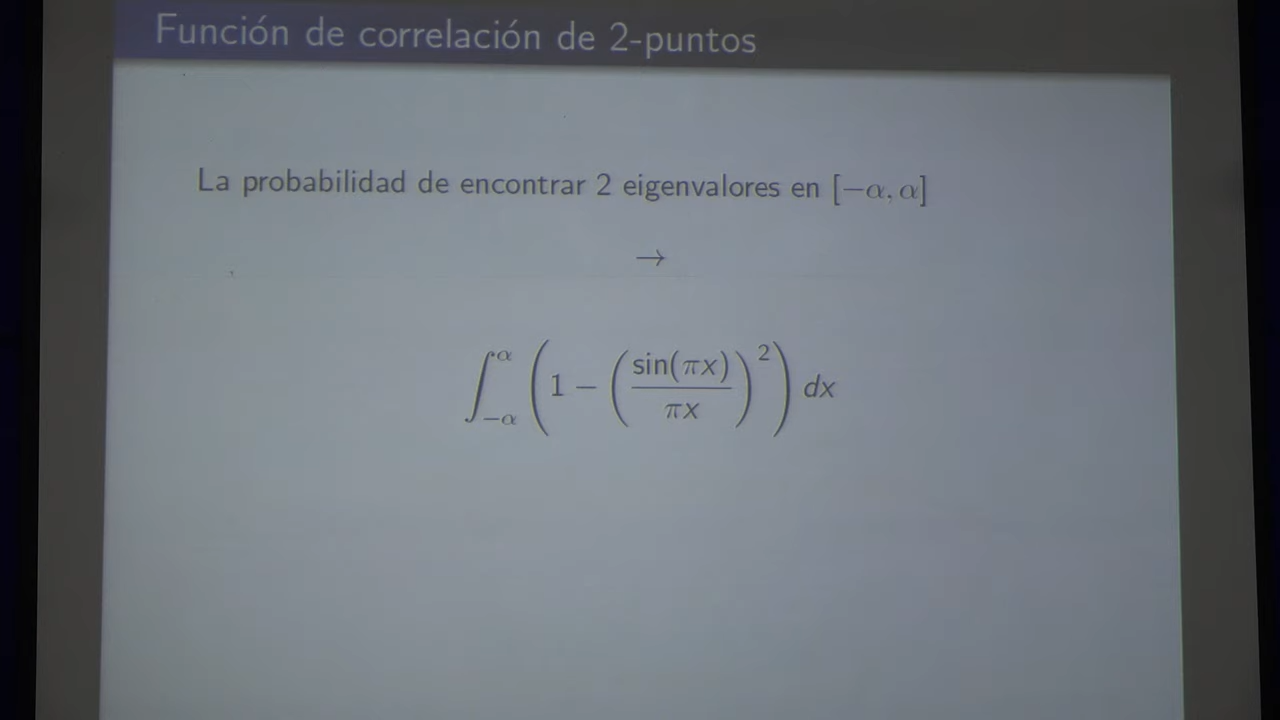 Función de correlación de 2-puntos
La probabilidad de encontrar 2 eigenvalores en [−α, α]
→
∫_{−α}^{α} (1 − (sin(πx)/πx)^2) dx